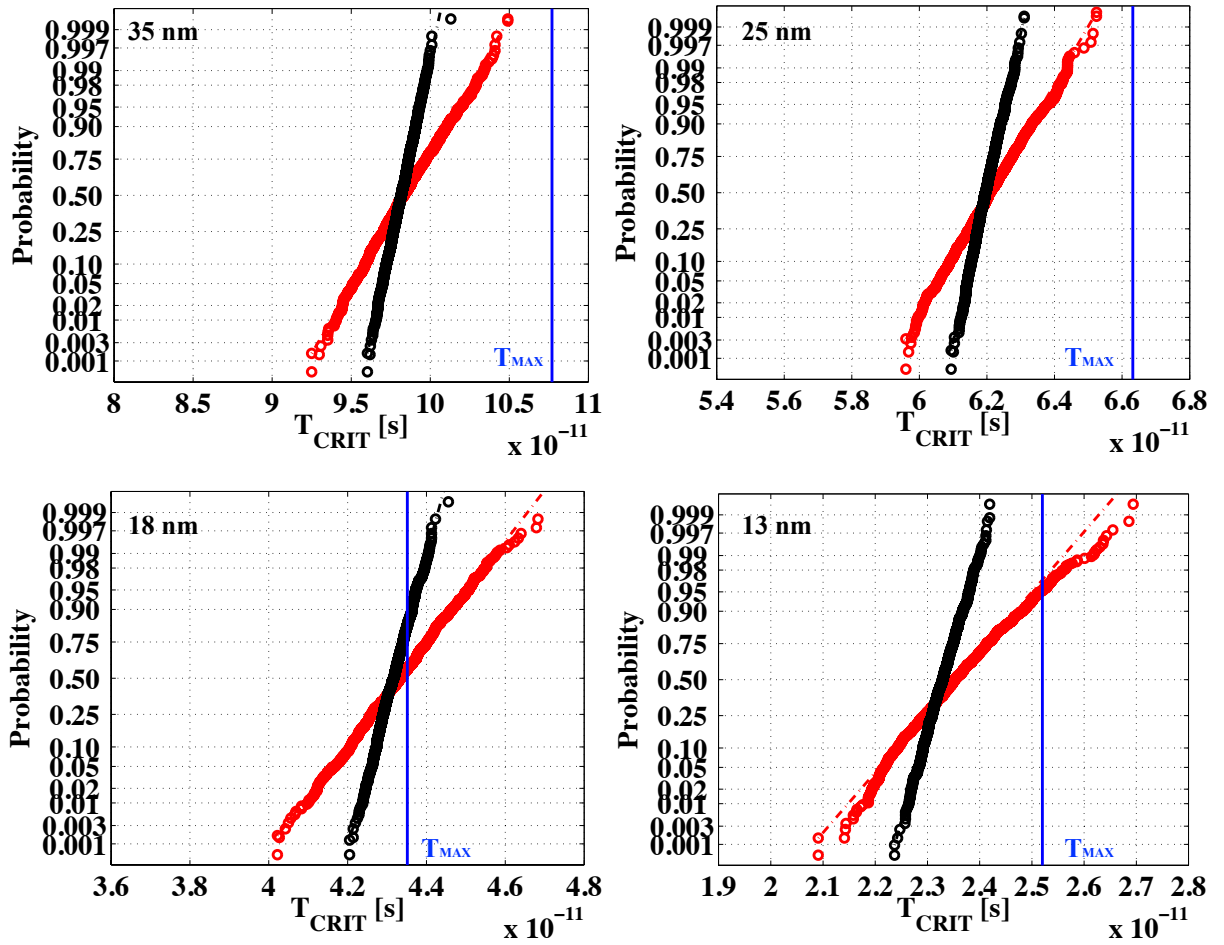 35 nm
0.999
0.997
0.99
0.98
0.95
0.90
0.75
0.50
0.25
0.10
0.05
0.02
0.01
0.003
0.001
Probability
TMAX
8 8.5 9 9.5 10 10.5 11
TCRIT [s]
x 10−11
25 nm
0.999
0.997
0.99
0.98
0.95
0.90
0.75
0.50
0.25
0.10
0.05
0.02
0.01
0.003
0.001
Probability
TMAX
5.4 5.6 5.8 6 6.2 6.4 6.6 6.8
TCRIT [s]
x 10−11
18 nm
0.999
0.997
0.99
0.98
0.95
0.90
0.75
0.50
0.25
0.10
0.05
0.02
0.01
0.003
0.001
Probability
TMAX
3.6 3.8 4 4.2 4.4 4.6 4.8
TCRIT [s]
x 10−11
13 nm
0.999
0.997
0.99
0.98
0.95
0.90
0.75
0.50
0.25
0.10
0.05
0.02
0.01
0.003
0.001
Probability
TMAX
1.9 2 2.1 2.2 2.3 2.4 2.5 2.6 2.7 2.8
TCRIT [s]
x 10−11